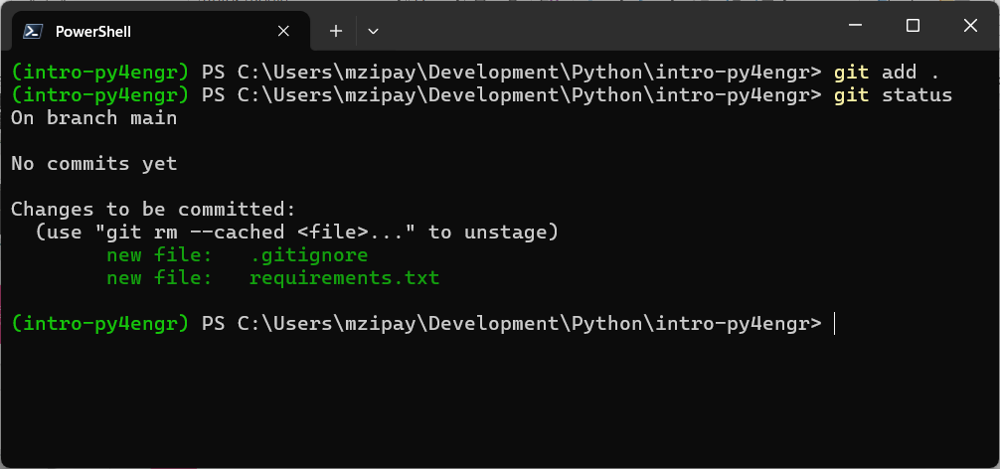 PowerShell
(intro-py4engr) PS C:\Users\mzipay\Development\Python\intro-py4engr> git add .
(intro-py4engr) PS C:\Users\mzipay\Development\Python\intro-py4engr> git status
On branch main

No commits yet

Changes to be committed:
  (use "git rm --cached <file>..." to unstage)
        new file:   .gitignore
        new file:   requirements.txt

(intro-py4engr) PS C:\Users\mzipay\Development\Python\intro-py4engr>